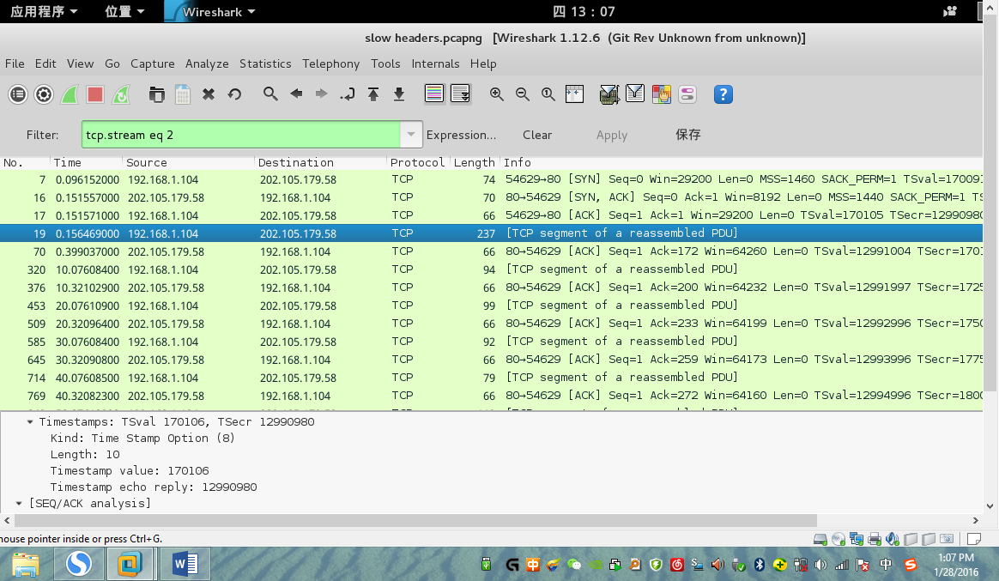 应用程序 位置 Wireshark 四 13 : 07
slow headers.pcapng [Wireshark 1.12.6 (Git Rev Unknown from unknown)]
File Edit View Go Capture Analyze Statistics Telephony Tools Internals Help
Filter: tcp.stream eq 2 Expression... Clear Apply 保存
No. Time Source Destination Protocol Length Info
7 0.096152000 192.168.1.104 202.105.179.58 TCP 74 54629→80 [SYN] Seq=0 Win=29200 Len=0 MSS=1460 SACK_PERM=1 TSval=170091
16 0.151557000 202.105.179.58 192.168.1.104 TCP 70 80→54629 [SYN, ACK] Seq=0 Ack=1 Win=8192 Len=0 MSS=1440 SACK_PERM=1 TS
17 0.151571000 192.168.1.104 202.105.179.58 TCP 66 54629→80 [ACK] Seq=1 Ack=1 Win=29200 Len=0 TSval=170105 TSecr=12990980
19 0.156469000 192.168.1.104 202.105.179.58 TCP 237 [TCP segment of a reassembled PDU]
70 0.399037000 202.105.179.58 192.168.1.104 TCP 66 80→54629 [ACK] Seq=1 Ack=172 Win=64260 Len=0 TSval=12991004 TSecr=1701
320 10.07608400 192.168.1.104 202.105.179.58 TCP 94 [TCP segment of a reassembled PDU]
376 10.32102900 202.105.179.58 192.168.1.104 TCP 66 80→54629 [ACK] Seq=1 Ack=200 Win=64232 Len=0 TSval=12991997 TSecr=1725
453 20.07610900 192.168.1.104 202.105.179.58 TCP 99 [TCP segment of a reassembled PDU]
509 20.32096400 202.105.179.58 192.168.1.104 TCP 66 80→54629 [ACK] Seq=1 Ack=233 Win=64199 Len=0 TSval=12992996 TSecr=1750
585 30.07608400 192.168.1.104 202.105.179.58 TCP 92 [TCP segment of a reassembled PDU]
645 30.32090800 202.105.179.58 192.168.1.104 TCP 66 80→54629 [ACK] Seq=1 Ack=259 Win=64173 Len=0 TSval=12993996 TSecr=1775
714 40.07608500 192.168.1.104 202.105.179.58 TCP 79 [TCP segment of a reassembled PDU]
769 40.32082300 202.105.179.58 192.168.1.104 TCP 66 80→54629 [ACK] Seq=1 Ack=272 Win=64160 Len=0 TSval=12994996 TSecr=1800
Timestamps: TSval 170106, TSecr 12990980
Kind: Time Stamp Option (8)
Length: 10
Timestamp value: 170106
Timestamp echo reply: 12990980
[SEQ/ACK analysis]
mouse pointer inside or press Ctrl+G.
中 中 1:07 PM
1/28/2016